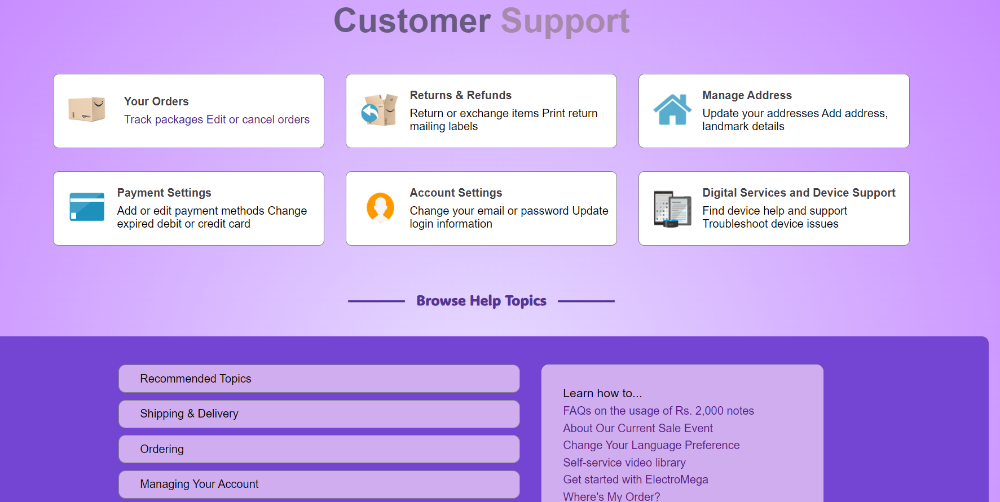 Customer Support
Your Orders
Track packages Edit or cancel orders
Returns & Refunds
Return or exchange items Print return
mailing labels
Manage Address
Update your addresses Add address,
landmark details
Payment Settings
Add or edit payment methods Change
expired debit or credit card
Account Settings
Change your email or password Update
login information
Digital Services and Device Support
Find device help and support
Troubleshoot device issues
Browse Help Topics
Recommended Topics
Shipping & Delivery
Ordering
Managing Your Account
Learn how to...
FAQs on the usage of Rs. 2,000 notes
About Our Current Sale Event
Change Your Language Preference
Self-service video library
Get started with ElectroMega
Where's My Order?